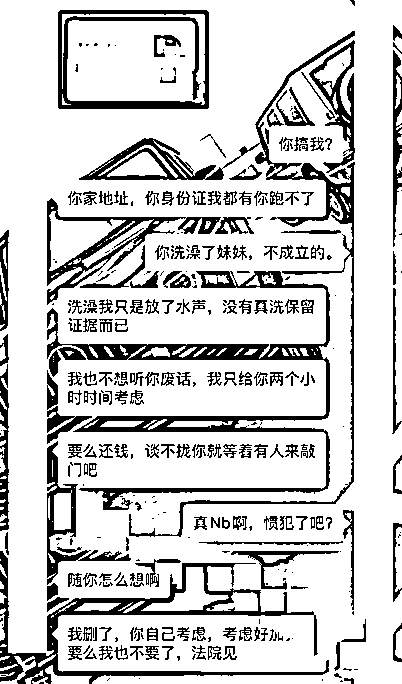 你搞我？
你家地址，你身份证我都有你跑不了
你洗澡了妹妹，不成立的。
洗澡我只是放了水声，没有真洗保留
证据而已
我也不想听你废话，我只给你两个小
时时间考虑
要么还钱，谈不拢你就等着有人来敲
门吧
真Nb啊，惯犯了吧？
随你怎么想啊
我删了，你自己考虑，考虑好加
要么我也不要了，法院见